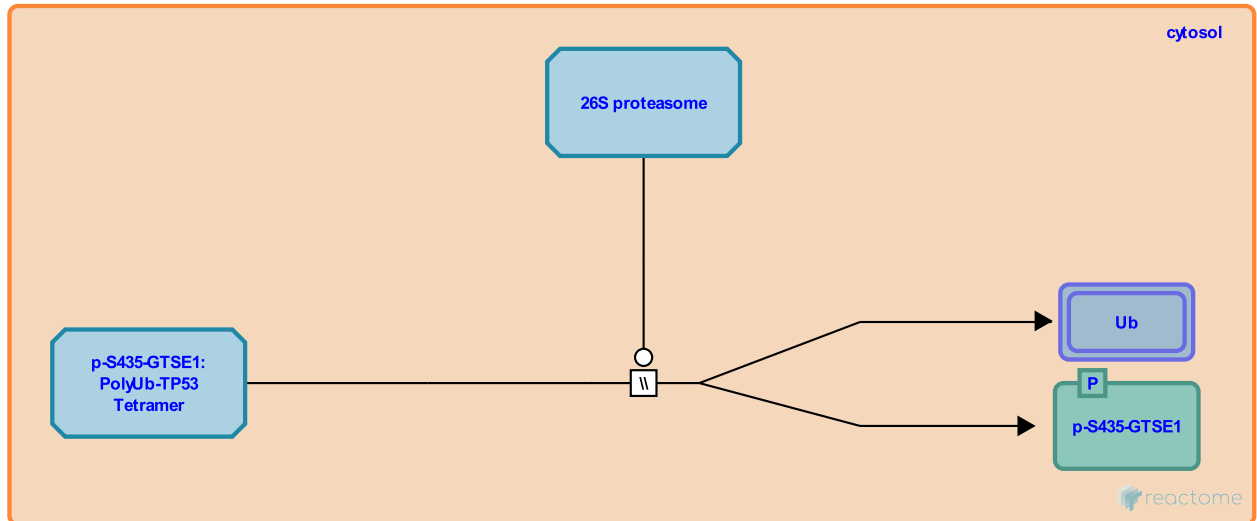 cytosol
26S proteasome
p-S435-GTSE1:
PolyUb-TP53
Tetramer
\\
Ub
P
p-S435-GTSE1
reactome